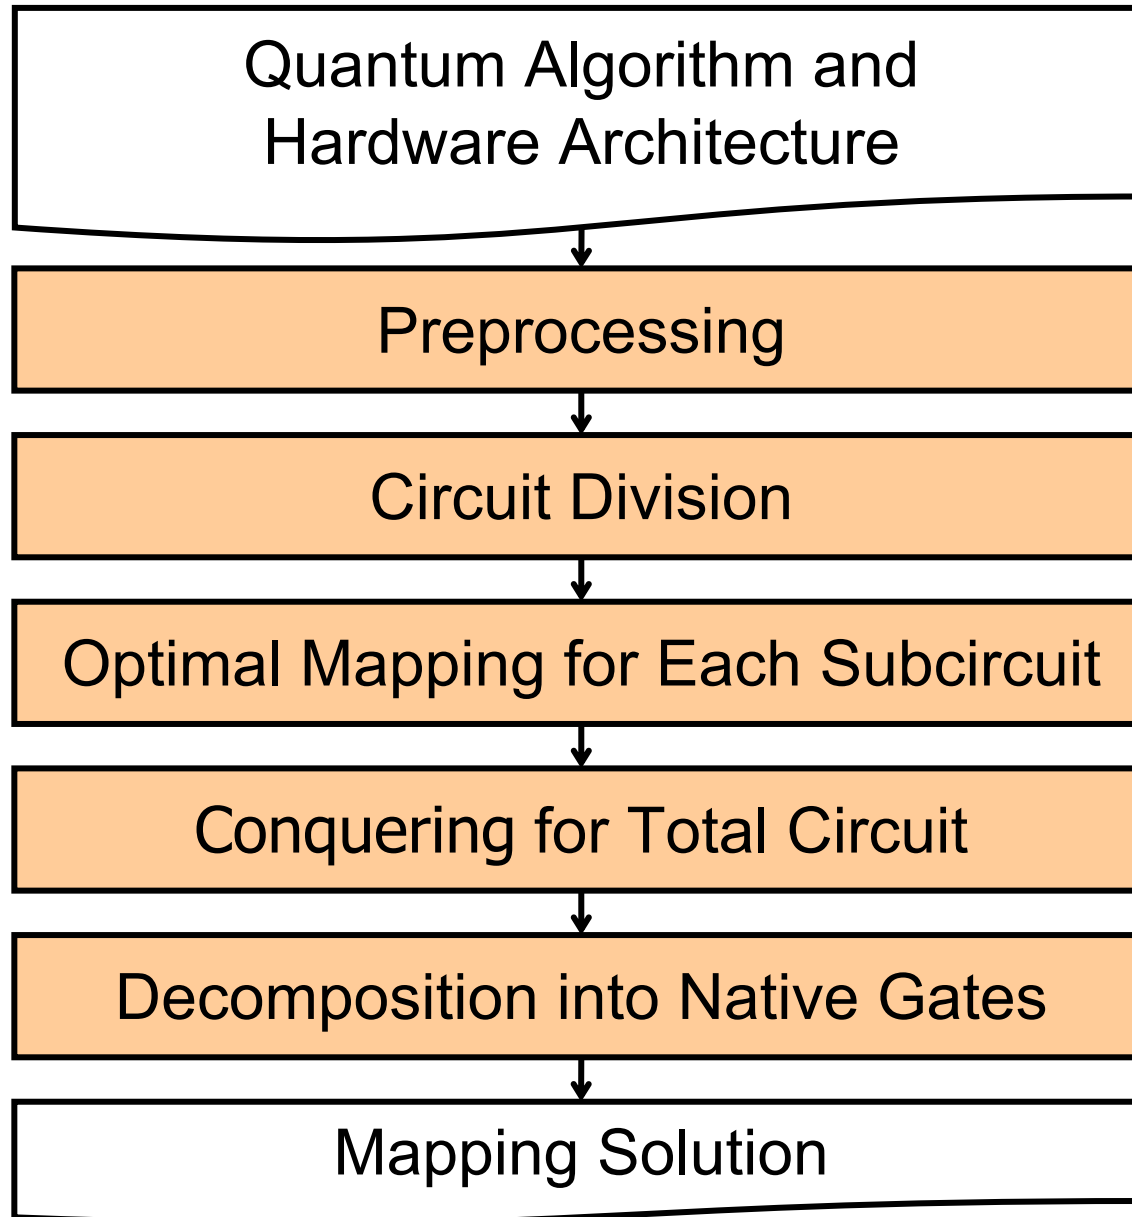 Quantum Algorithm and
Hardware Architecture
Preprocessing
Circuit Division
Optimal Mapping for Each Subcircuit
Conquering for Total Circuit
Decomposition into Native Gates
Mapping Solution